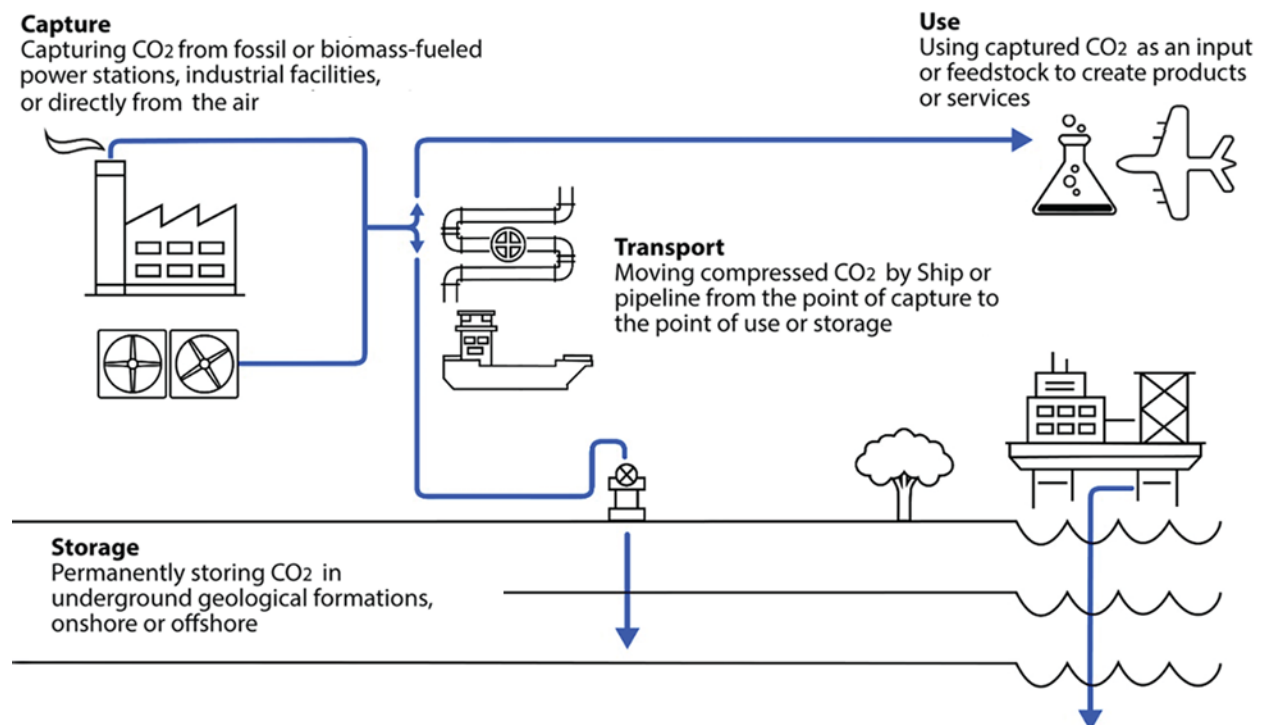 Capture
Capturing CO2 from fossil or biomass-fueled
power stations, industrial facilities,
or directly from the air
Use
Using captured CO2 as an input
or feedstock to create products
or services
Transport
Moving compressed CO2 by Ship or
pipeline from the point of capture to
the point of use or storage
Storage
Permanently storing CO2 in
underground geological formations,
onshore or offshore